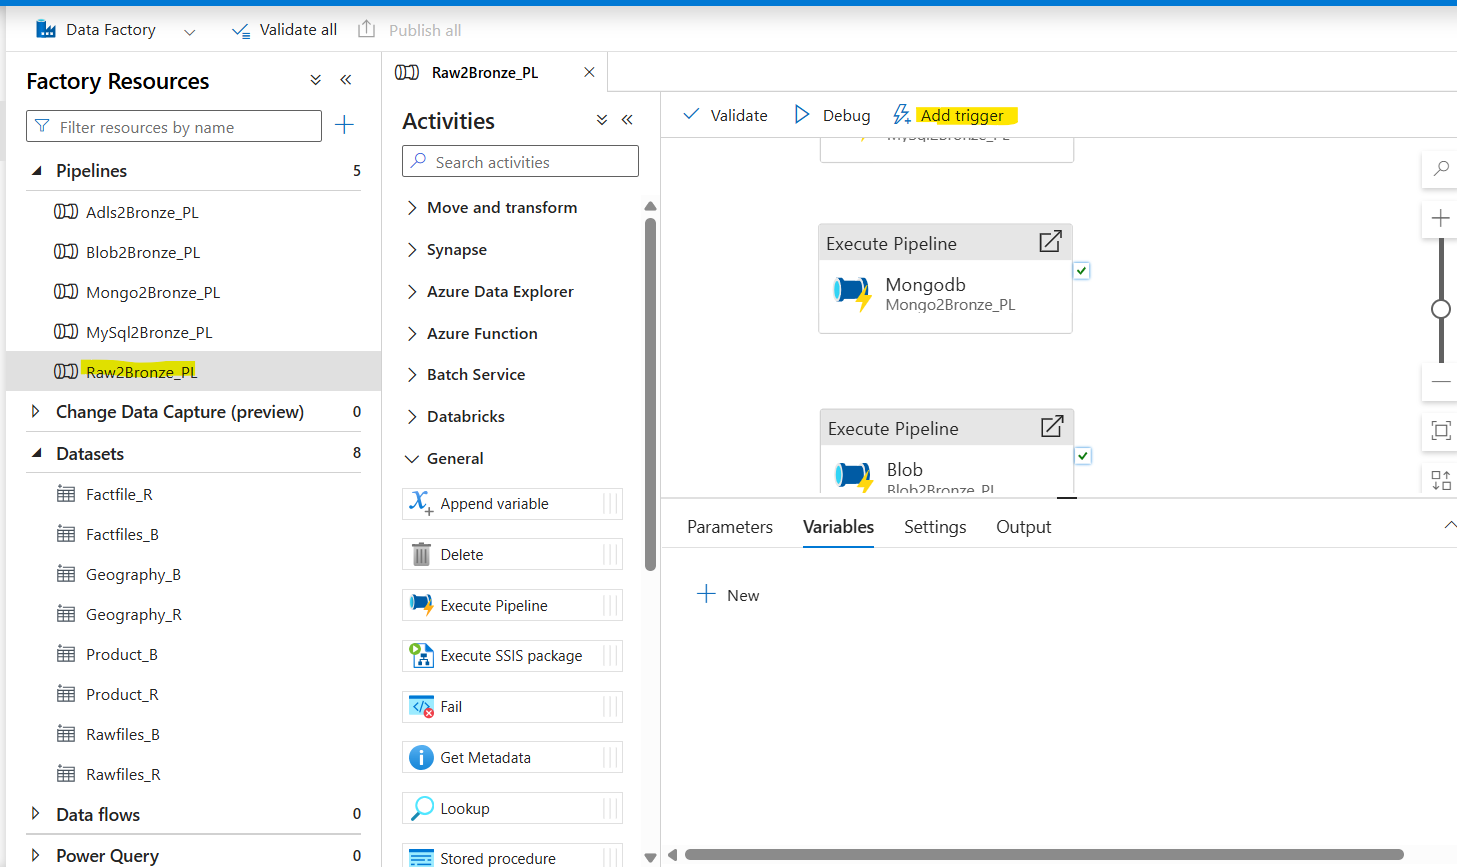 Data Factory
Validate all
Publish all
Factory Resources
Filter resources by name
Pipelines 5
Adls2Bronze_PL
Blob2Bronze_PL
Mongo2Bronze_PL
MySql2Bronze_PL
Raw2Bronze_PL
Change Data Capture (preview) 0
Datasets 8
Factfile_R
Factfiles_B
Geography_B
Geography_R
Product_B
Product_R
Rawfiles_B
Rawfiles_R
Data flows 0
Power Query 0
Raw2Bronze_PL
Activities
Search activities
Move and transform
Synapse
Azure Data Explorer
Azure Function
Batch Service
Databricks
General
Append variable
Delete
Execute Pipeline
Execute SSIS package
Fail
Get Metadata
Lookup
Stored procedure
Validate
Debug
Add trigger
MySql2Bronze_PL
Execute Pipeline
Mongodb
Mongo2Bronze_PL
Execute Pipeline
Blob
Blob2Bronze_PL
Parameters
Variables
Settings
Output
New